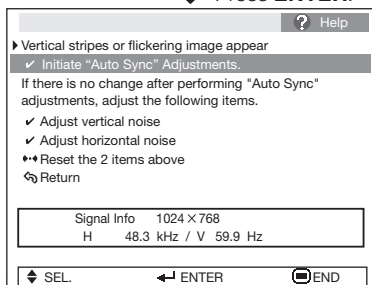 Press ENTER.
? Help
Vertical stripes or flickering image appear
✔ Initiate “Auto Sync” Adjustments.
If there is no change after performing "Auto Sync"
adjustments, adjust the following items.
✔ Adjust vertical noise
✔ Adjust horizontal noise
Reset the 2 items above
Return
Signal Info 1024×768
H 48.3 kHz / V 59.9 Hz
SEL. ENTER END